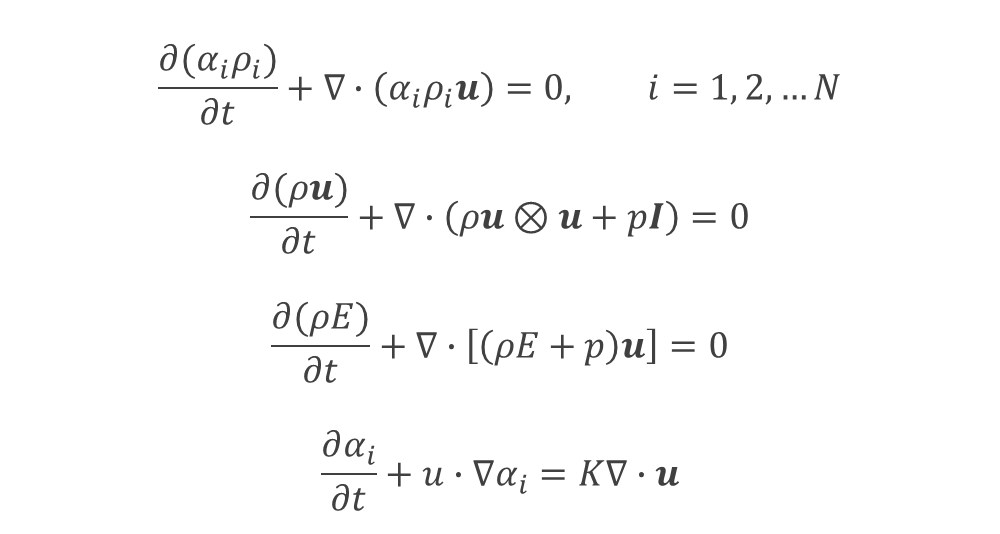 ∂(αᵢρᵢ)/∂t + ∇ · (αᵢρᵢ𝒖) = 0, i = 1, 2, … N
∂(ρ𝒖)/∂t + ∇ · (ρ𝒖 ⊗ 𝒖 + p𝑰) = 0
∂(ρE)/∂t + ∇ · [(ρE + p)𝒖] = 0
∂αᵢ/∂t + u · ∇αᵢ = K∇ · 𝒖